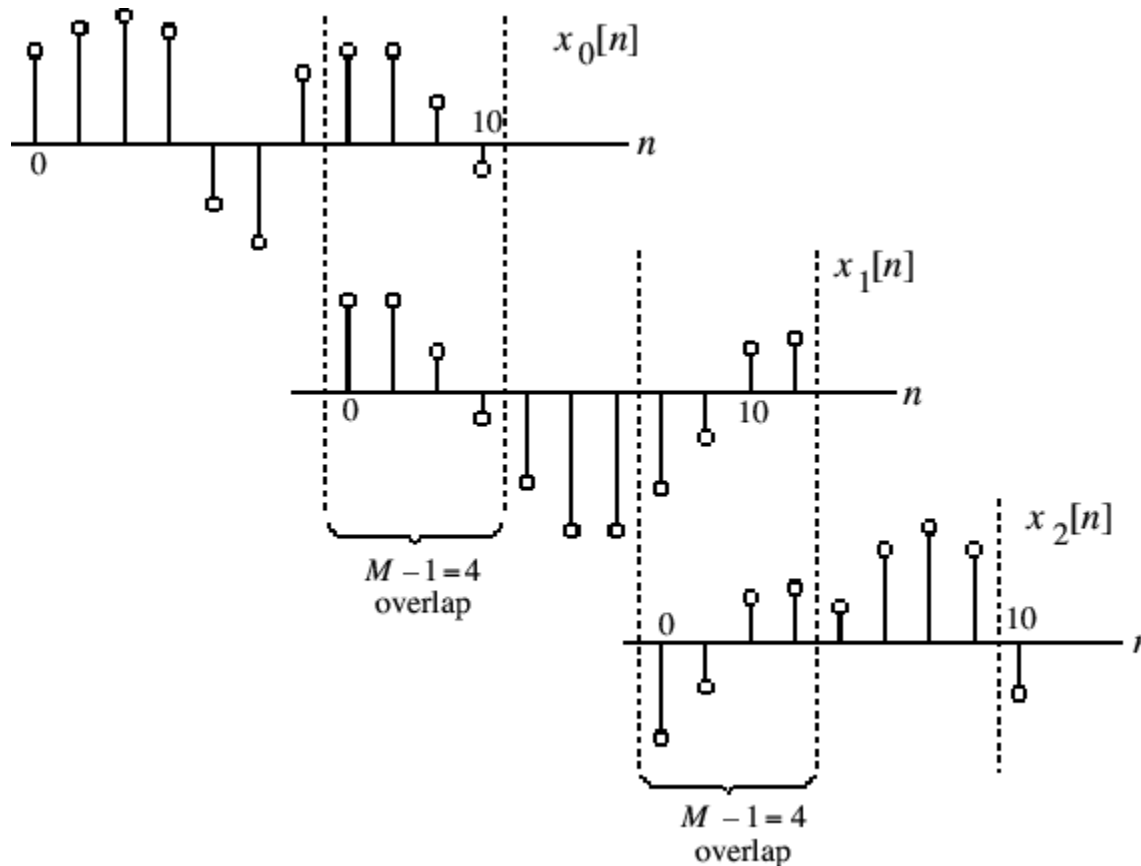 x₀[n]
10
n
0
x₁[n]
0
10
n
M – 1 = 4
overlap
x₂[n]
0
10
n
M – 1 = 4
overlap